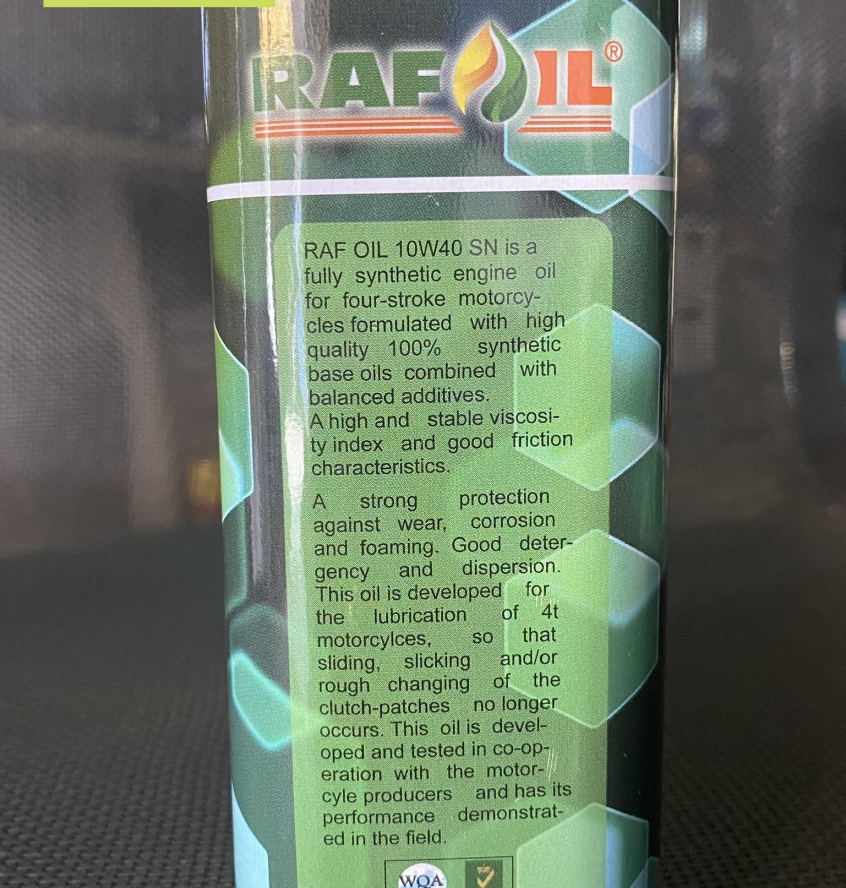 RAF OIL®
RAF OIL 10W40 SN is a
fully synthetic engine oil
for four-stroke motorcy-
cles formulated with high
quality 100% synthetic
base oils combined with
balanced additives.
A high and stable viscosi-
ty index and good friction
characteristics.
A strong protection
against wear, corrosion
and foaming. Good deter-
gency and dispersion.
This oil is developed for
the lubrication of 4t
motorcylces, so that
sliding, slicking and/or
rough changing of the
clutch-patches no longer
occurs. This oil is devel-
oped and tested in co-op-
eration with the motor-
cyle producers and has its
performance demonstrat-
ed in the field.
WQA